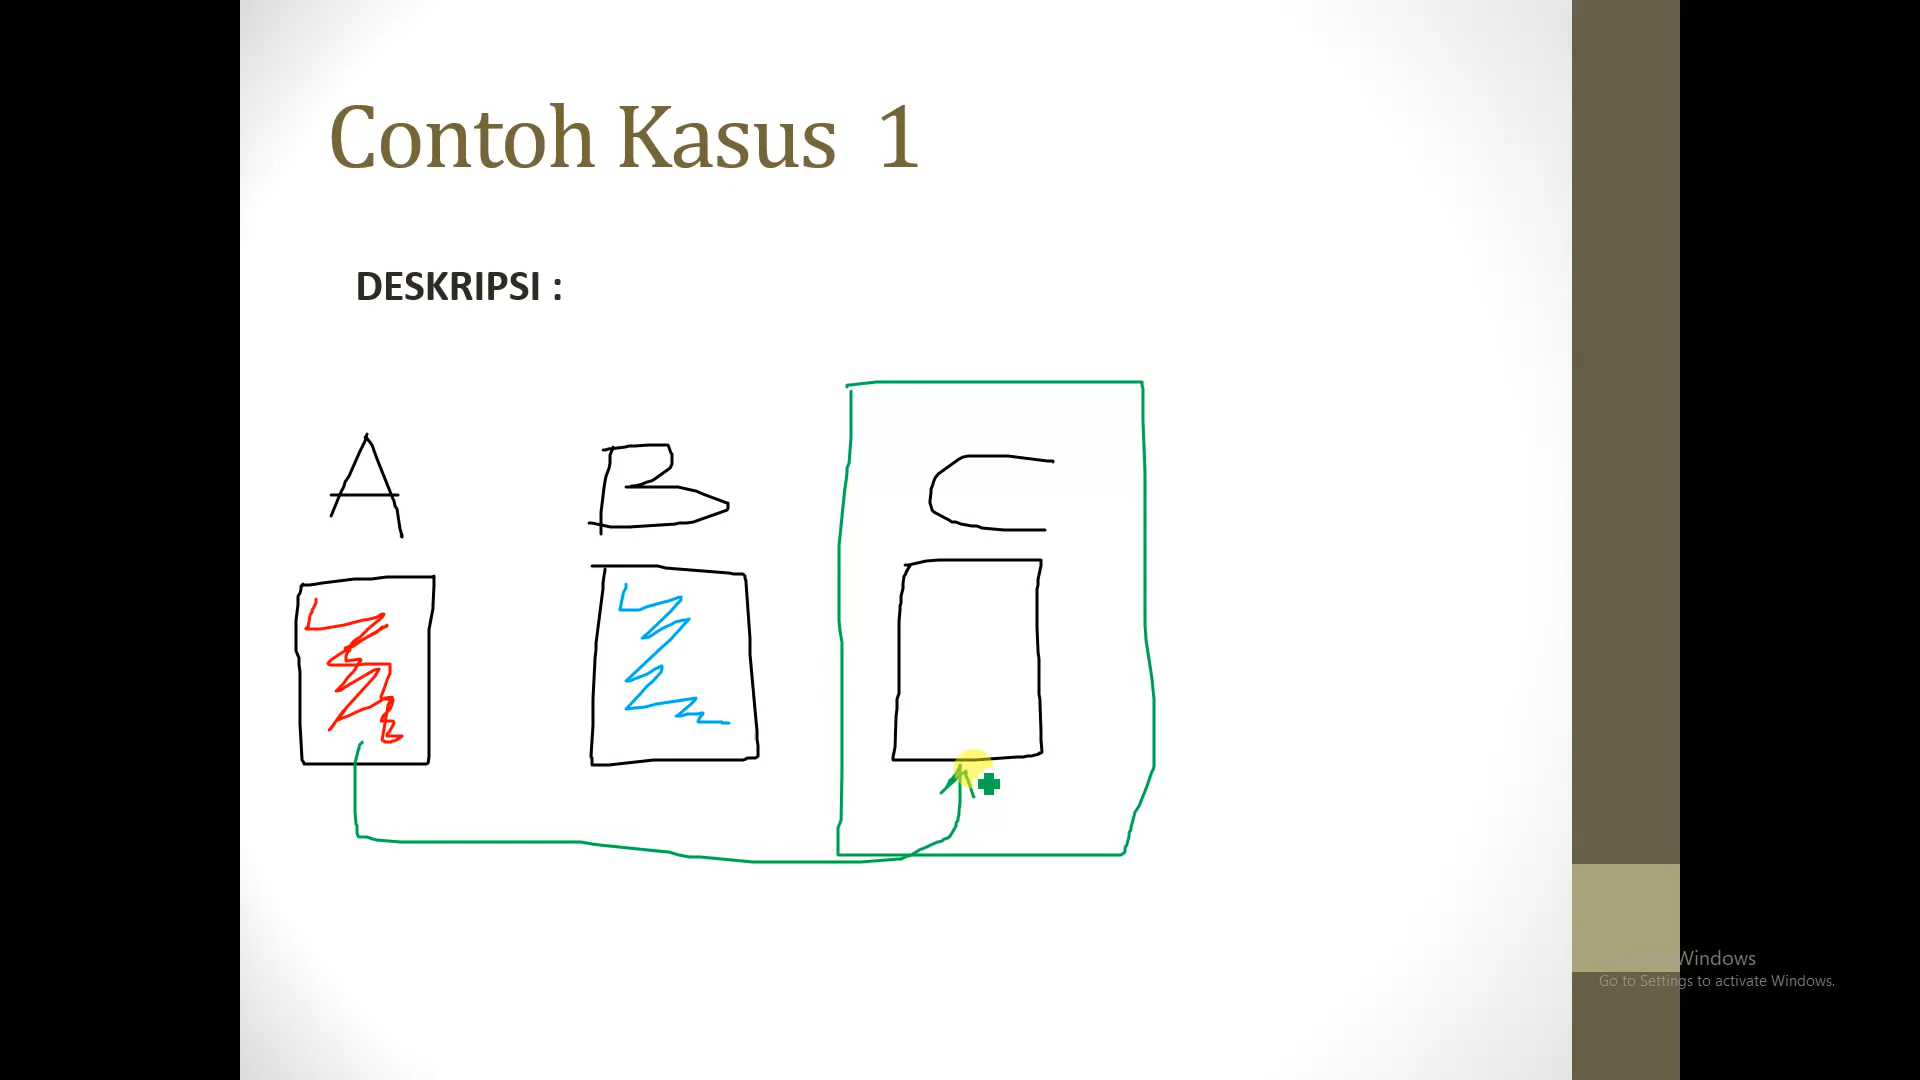 Contoh Kasus 1
DESKRIPSI :
A B C
Windows
Go to Settings to activate Windows.